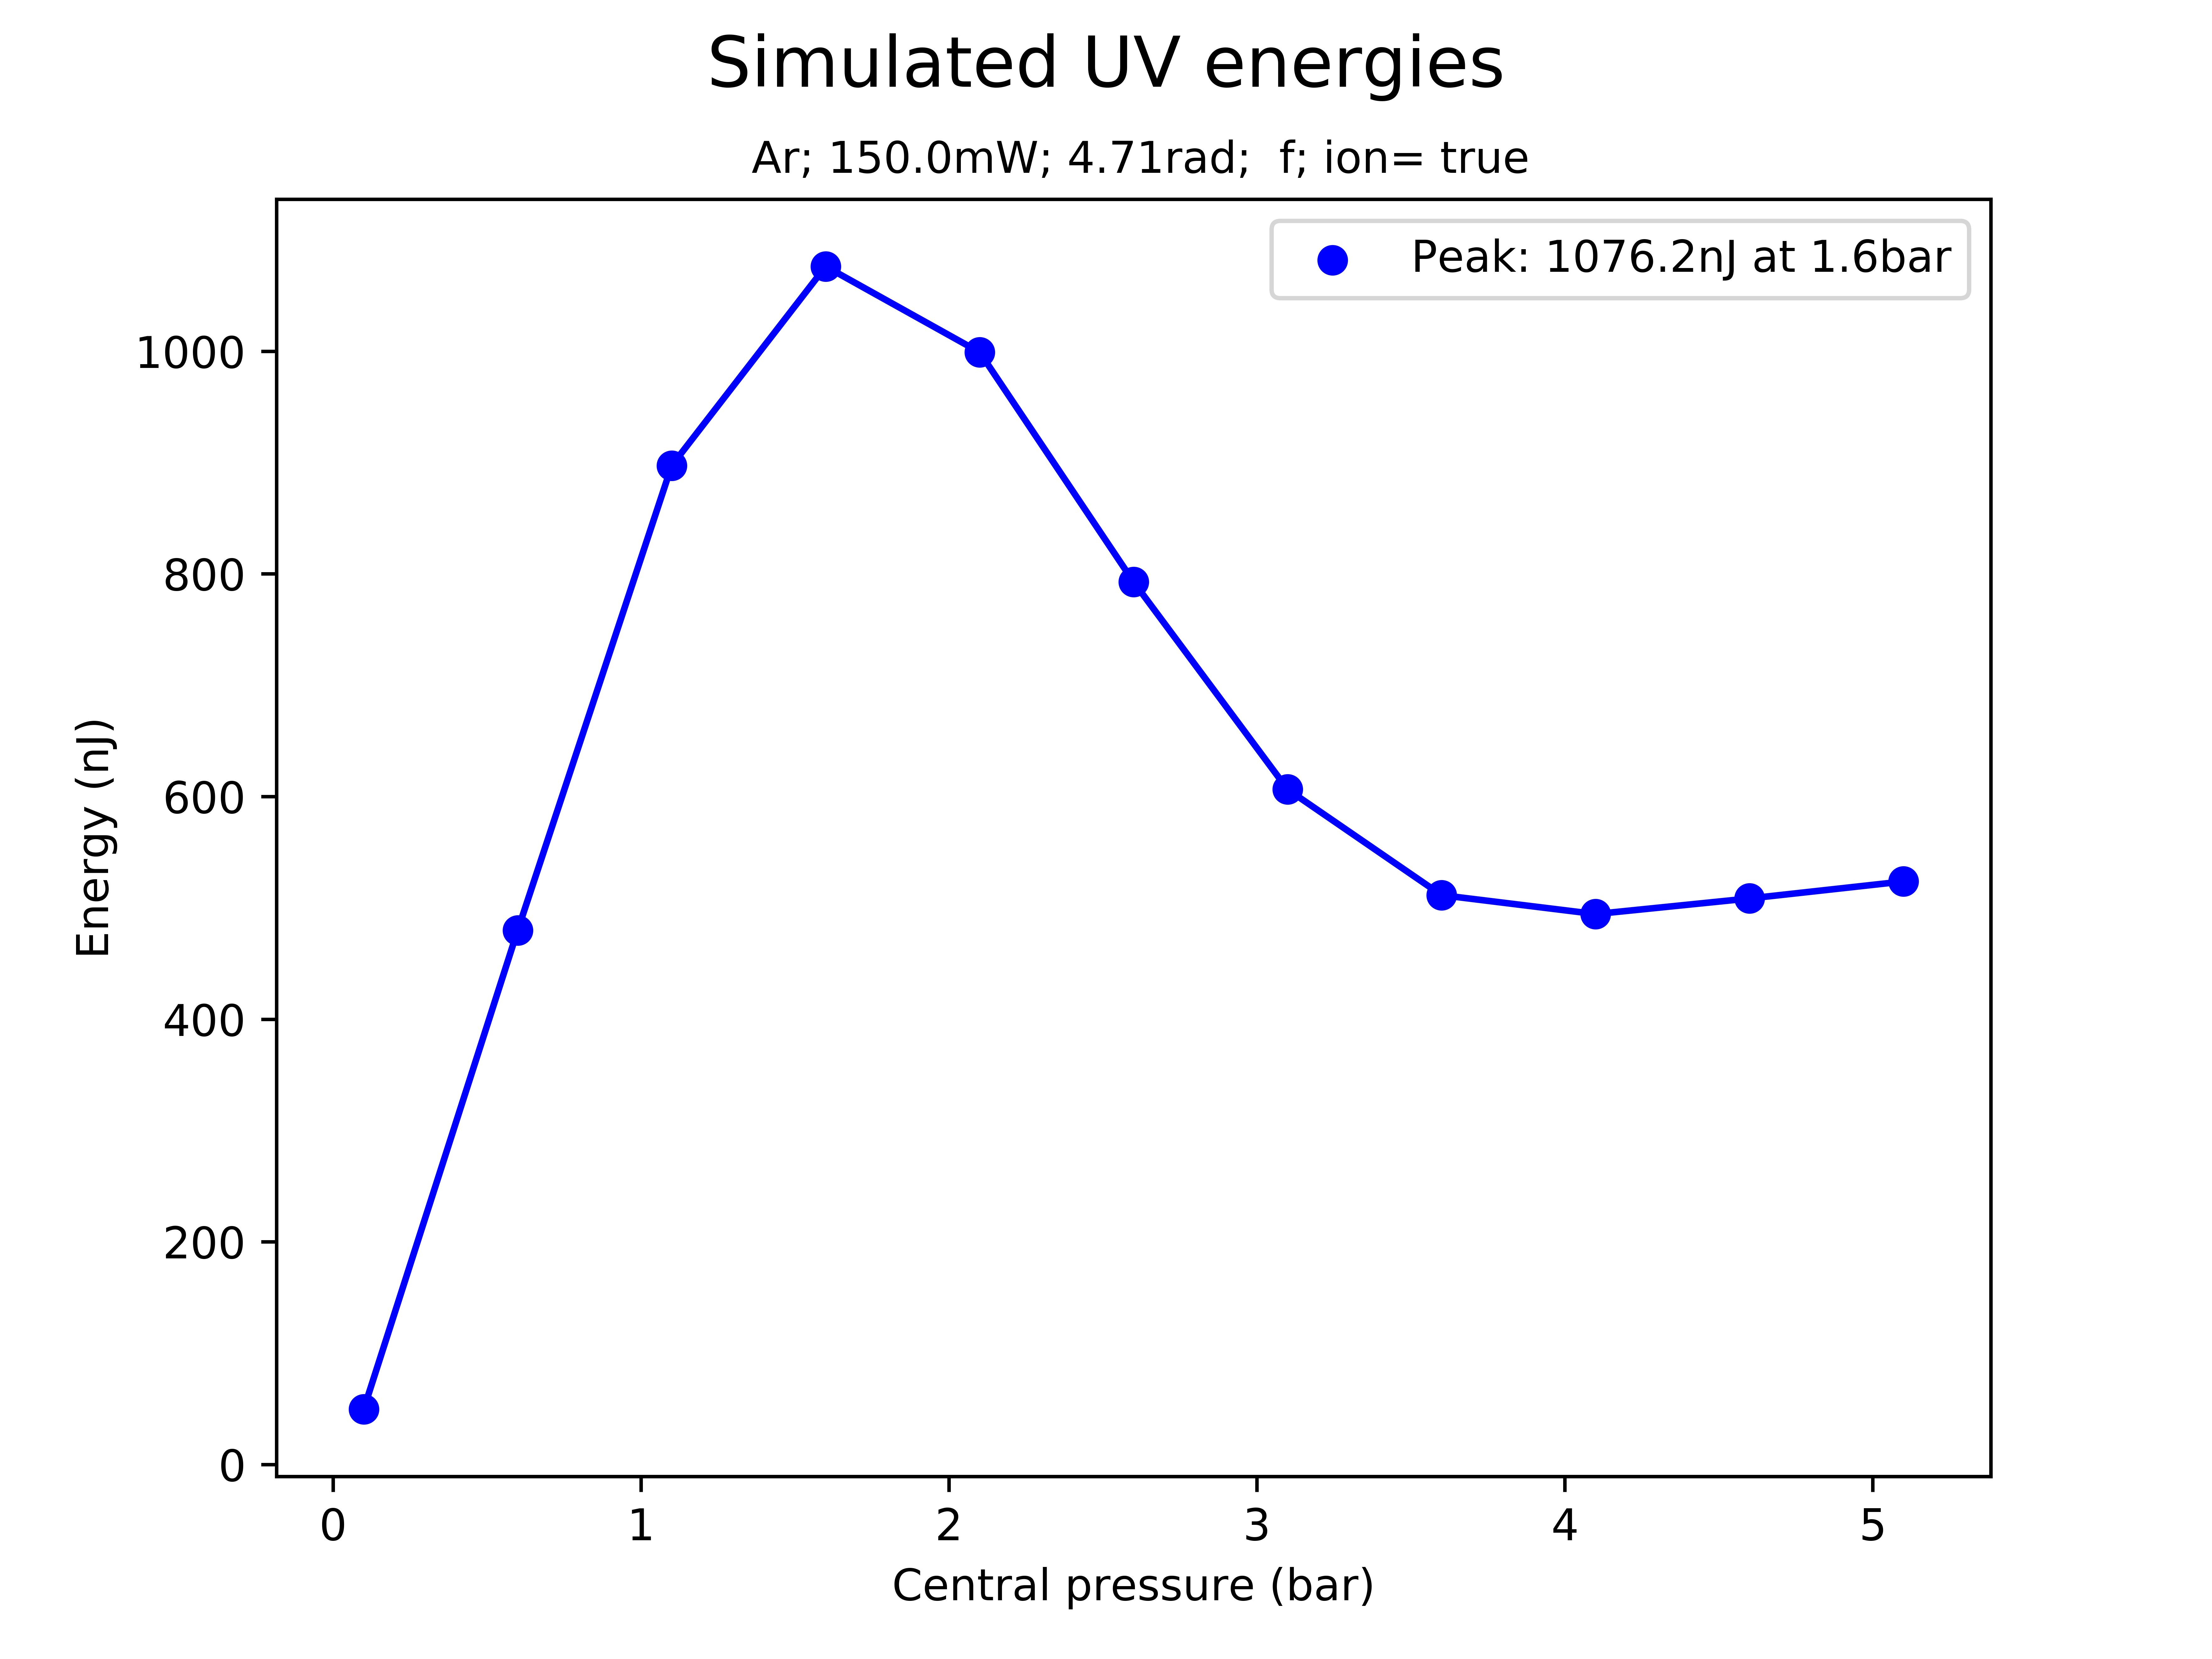 Simulated UV energies
Ar; 150.0mW; 4.71rad;  f; ion= true
Peak: 1076.2nJ at 1.6bar
1000
800
600
400
200
0
Energy (nJ)
0 1 2 3 4 5
Central pressure (bar)